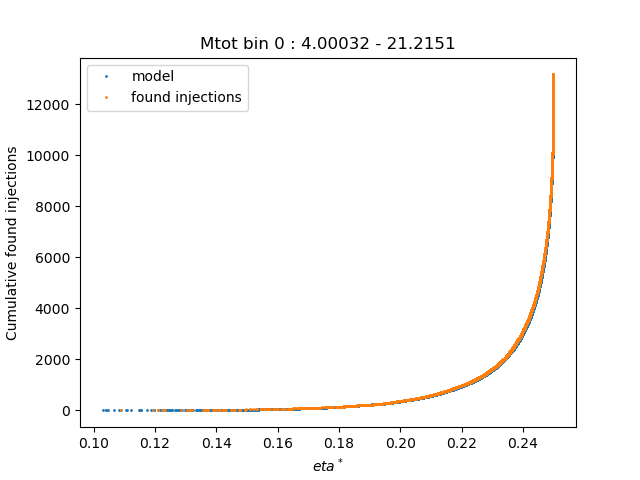 Mtot bin 0 : 4.00032 - 21.2151
model
found injections
Cumulative found injections
12000
10000
8000
6000
4000
2000
0
0.10 0.12 0.14 0.16 0.18 0.20 0.22 0.24
eta*